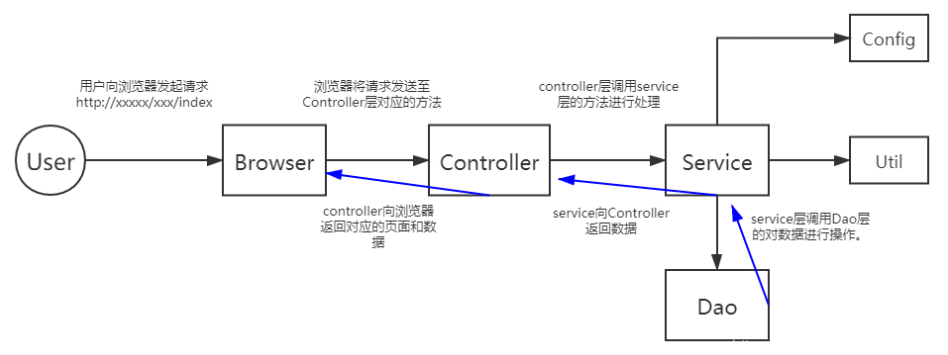 Config
用户向浏览器发起请求
http://xxxxx/xxx/index
浏览器将请求发送至
Controller层对应的方法
controller层调用service
层的方法进行处理
User
Browser
Controller
Service
Util
controller向浏览器
返回对应的页面和数
据
service向Controller
返回数据
service层调用Dao层
的对数据进行操作。
Dao